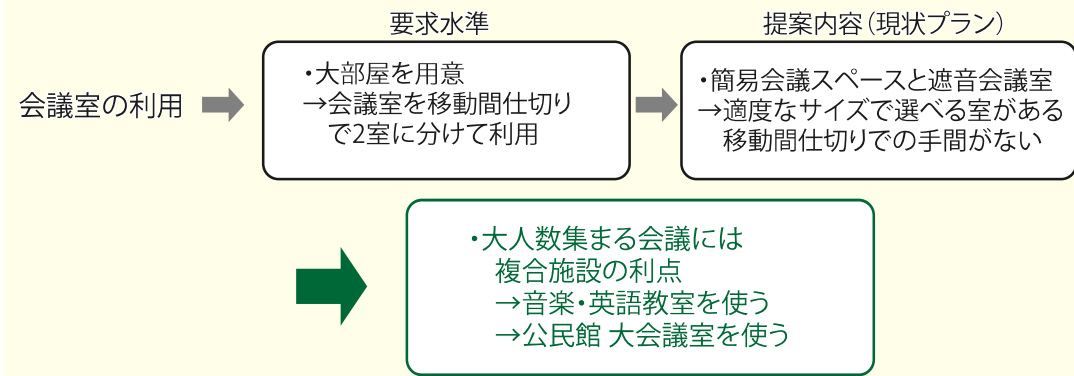 要求水準
提案内容（現状プラン）
会議室の利用
・大部屋を用意
→会議室を移動間仕切り
で2室に分けて利用
・簡易会議スペースと遮音会議室
→適度なサイズで選べる室がある
移動間仕切りでの手間がない
・大人数集まる会議には
複合施設の利点
→音楽・英語教室を使う
→公民館 大会議室を使う